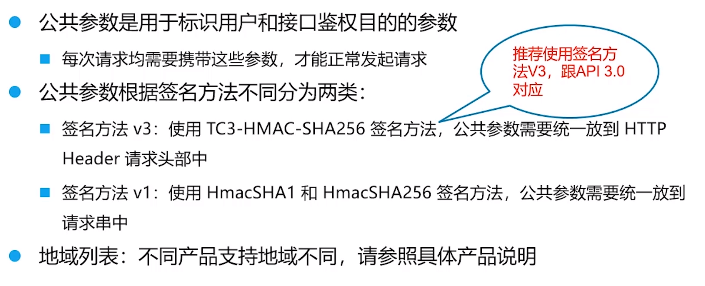 公共参数是用于标识用户和接口鉴权目的的参数
每次请求均需要携带这些参数，才能正常发起请求
推荐使用签名方
法V3，跟API 3.0
对应
公共参数根据签名方法不同分为两类：
签名方法 v3：使用 TC3-HMAC-SHA256 签名方法，公共参数需要统一放到 HTTP
Header 请求头部中
签名方法 v1：使用 HmacSHA1 和 HmacSHA256 签名方法，公共参数需要统一放到
请求串中
地域列表：不同产品支持地域不同，请参照具体产品说明